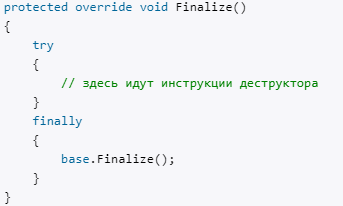 protected override void Finalize()
{
    try
    {
        // здесь идут инструкции деструктора
    }
    finally
    {
        base.Finalize();
    }
}